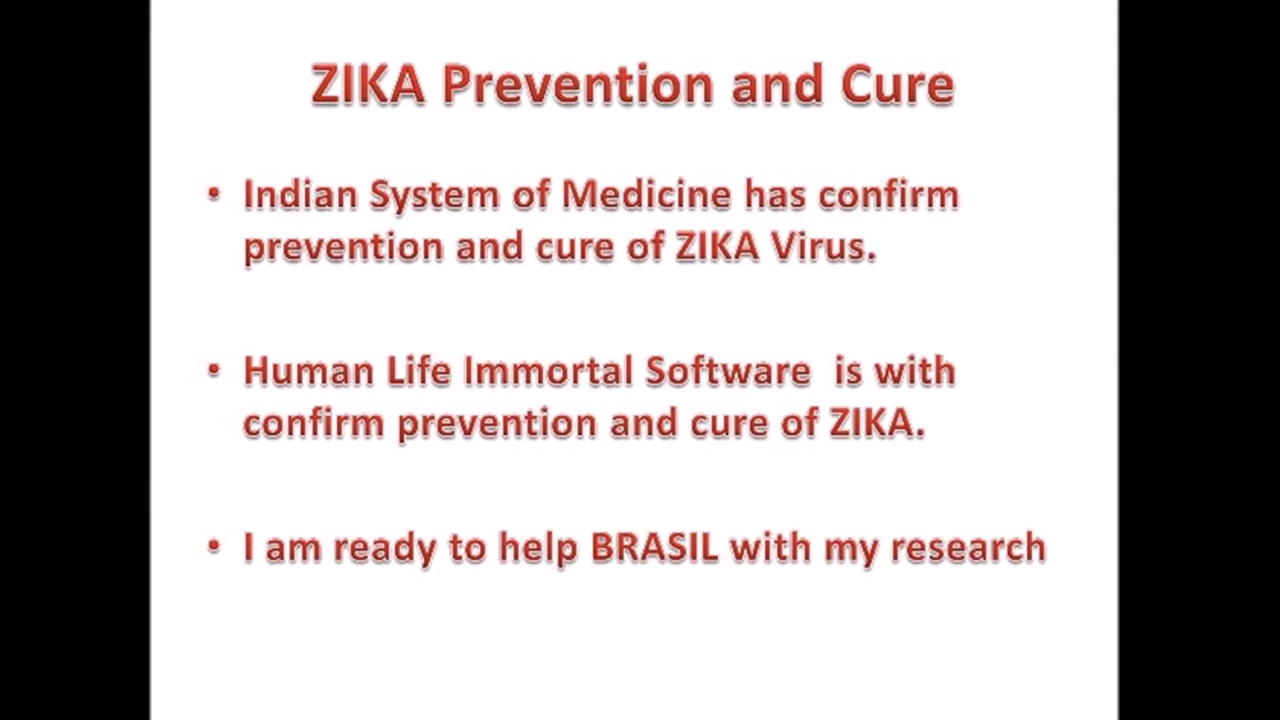 ZIKA Prevention and Cure
• Indian System of Medicine has confirm
prevention and cure of ZIKA Virus.
• Human Life Immortal Software  is with
confirm prevention and cure of ZIKA.
• I am ready to help BRASIL with my research